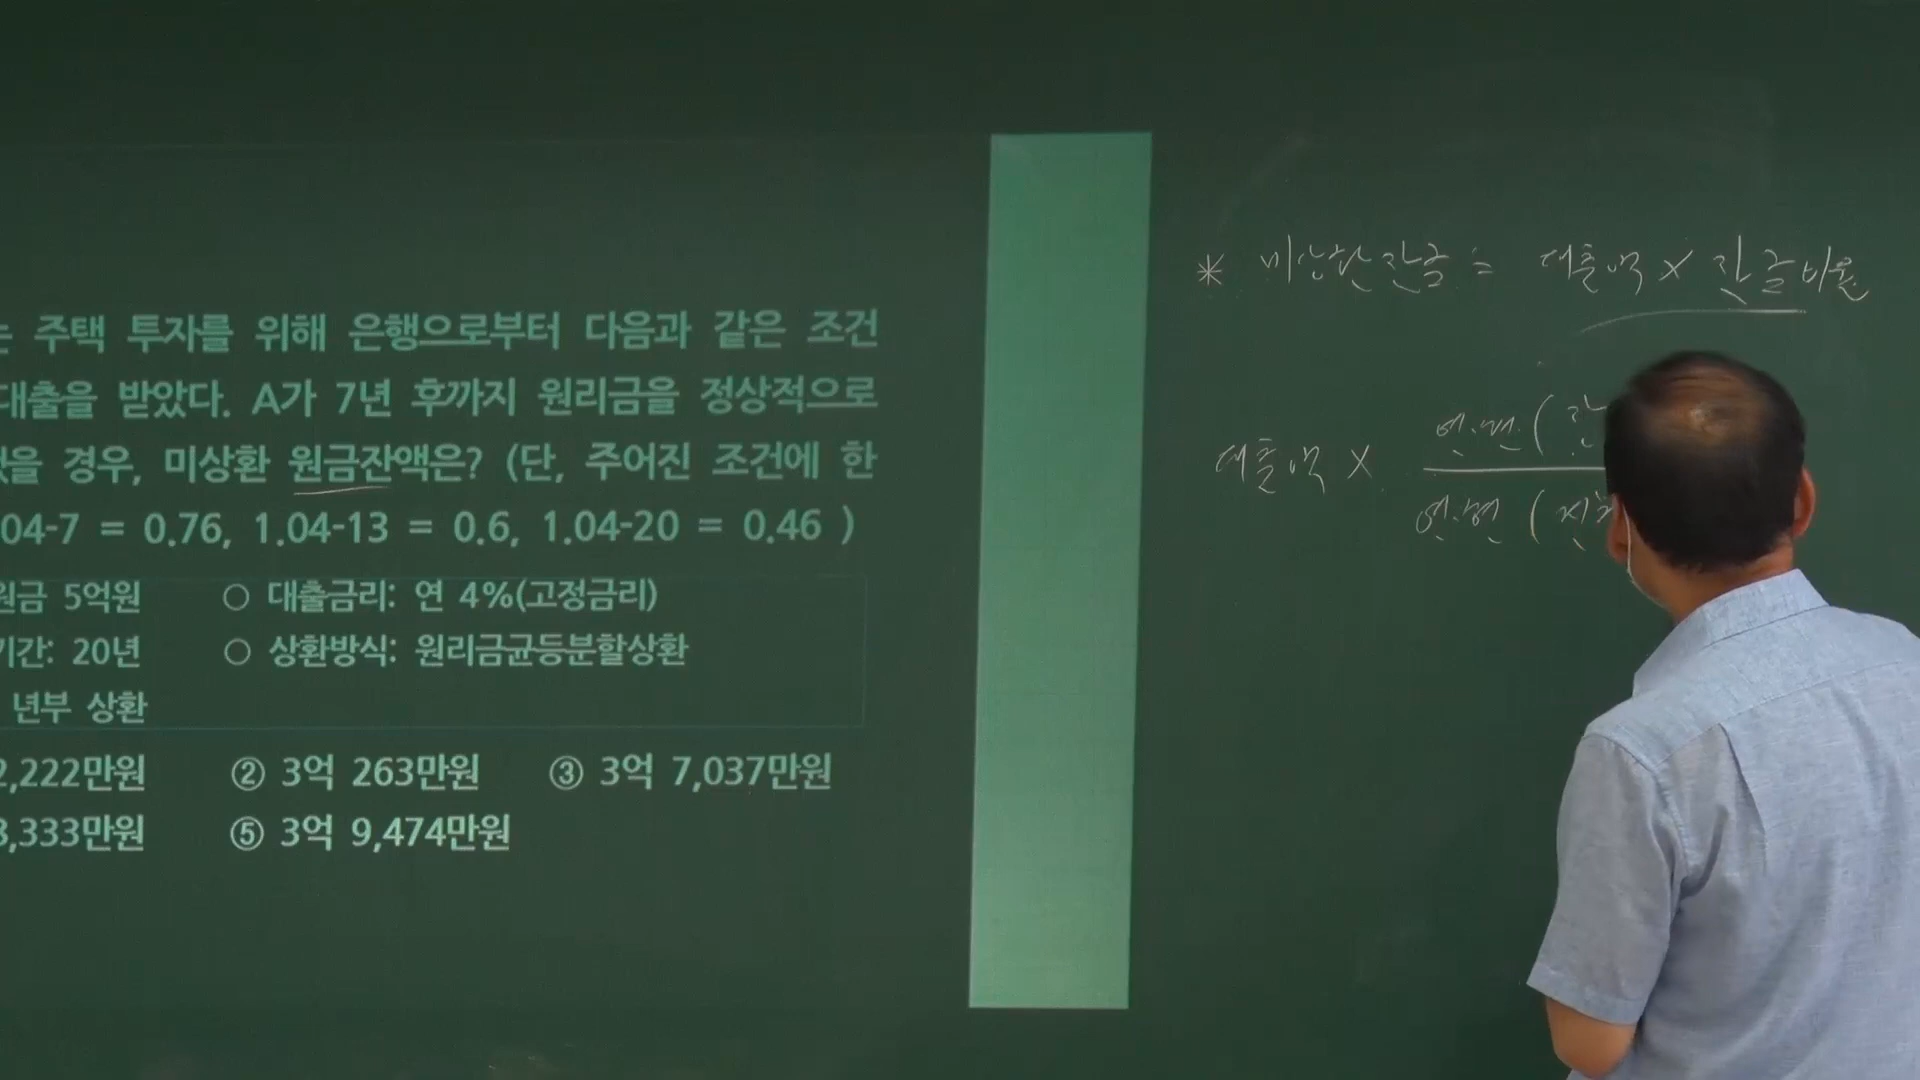 는 주택 투자를 위해 은행으로부터 다음과 같은 조건
대출을 받았다. A가 7년 후까지 원리금을 정상적으로
을 경우, 미상환 원금잔액은? (단, 주어진 조건에 한
04-7 = 0.76, 1.04-13 = 0.6, 1.04-20 = 0.46 )
원금 5억원 ○ 대출금리: 연 4%(고정금리)
기간: 20년 ○ 상환방식: 원리금균등분할상환
년부 상환
2,222만원 ② 3억 263만원 ③ 3억 7,037만원
3,333만원 ⑤ 3억 9,474만원
* 미상환잔금 = 대출액 × 잔금비율
대출액 × 연.현.(잔
연.현 (